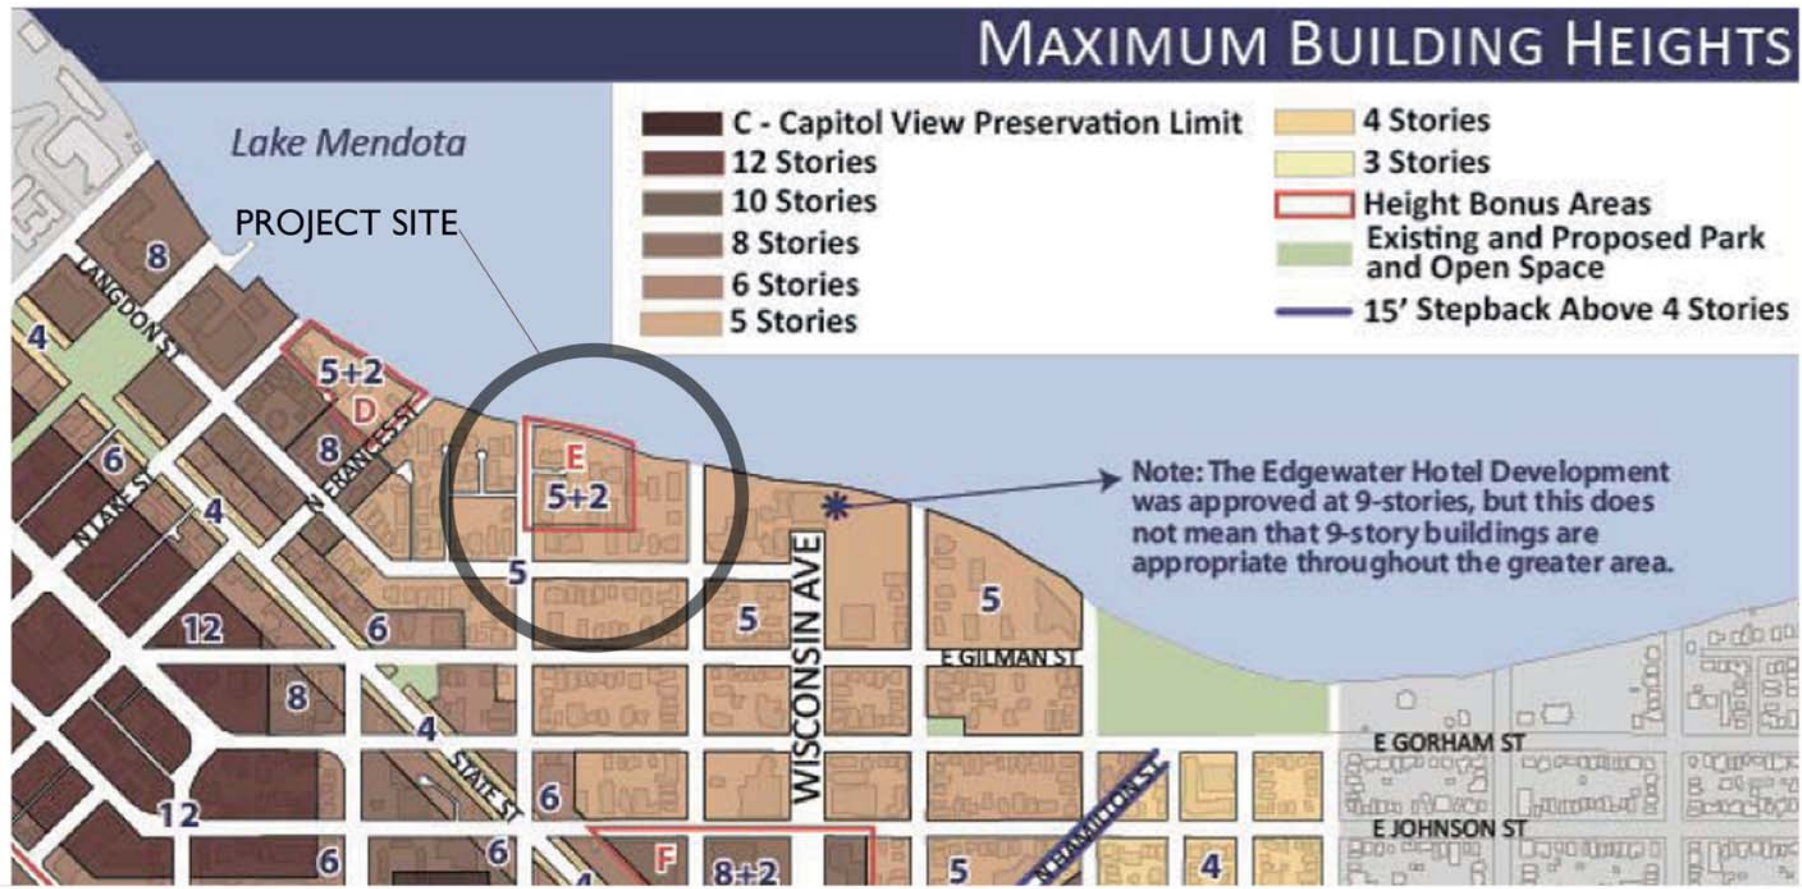 MAXIMUM BUILDING HEIGHTS
Lake Mendota
PROJECT SITE
C - Capitol View Preservation Limit
12 Stories
10 Stories
8 Stories
6 Stories
5 Stories
4 Stories
3 Stories
Height Bonus Areas
Existing and Proposed Park
and Open Space
15' Stepback Above 4 Stories
8
LANGDON ST
4
5+2
D
8
N FRANCES ST
6
N LAKE ST
4
E
5+2
5
Note: The Edgewater Hotel Development
was approved at 9-stories, but this does
not mean that 9-story buildings are
appropriate throughout the greater area.
12
6
5
WISCONSIN AVE
5
E GILMAN ST
8
4
STATE ST
6
E GORHAM ST
N HAMILTON ST
12
6
6
4
F
8+2
5
4
E JOHNSON ST